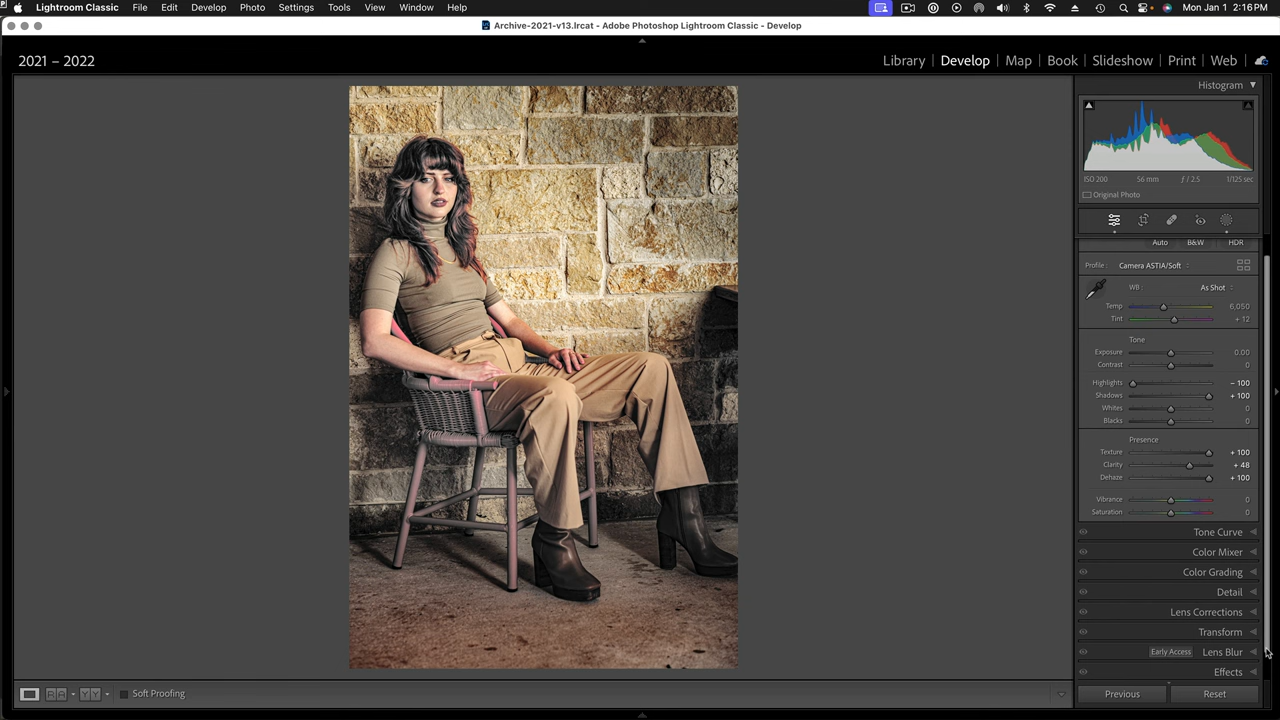 Lightroom Classic File Edit Develop Photo Settings Tools View Window Help Mon Jan 1 2:16 PM
Archive-2021-v13.lrcat - Adobe Photoshop Lightroom Classic - Develop
2021 – 2022 Library | Develop | Map | Book | Slideshow | Print | Web
Histogram
ISO 200 56 mm ƒ / 2.5 1/125 sec
Original Photo
Auto B&W HDR
Profile : Camera ASTIA/Soft
WB : As Shot
Temp 6,050
Tint + 12
Tone
Exposure 0.00
Contrast 0
Highlights − 100
Shadows + 100
Whites 0
Blacks 0
Presence
Texture + 100
Clarity + 48
Dehaze + 100
Vibrance 0
Saturation 0
Tone Curve
Color Mixer
Color Grading
Detail
Lens Corrections
Transform
Early Access Lens Blur
Effects
RA YY Soft Proofing Previous Reset